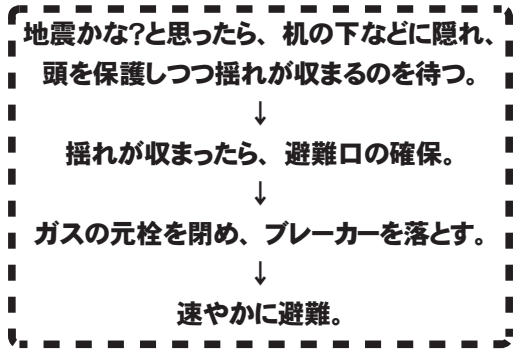 地震かな?と思ったら、机の下などに隠れ、
頭を保護しつつ揺れが収まるのを待つ。
↓
揺れが収まったら、避難口の確保。
↓
ガスの元栓を閉め、ブレーカーを落とす。
↓
速やかに避難。